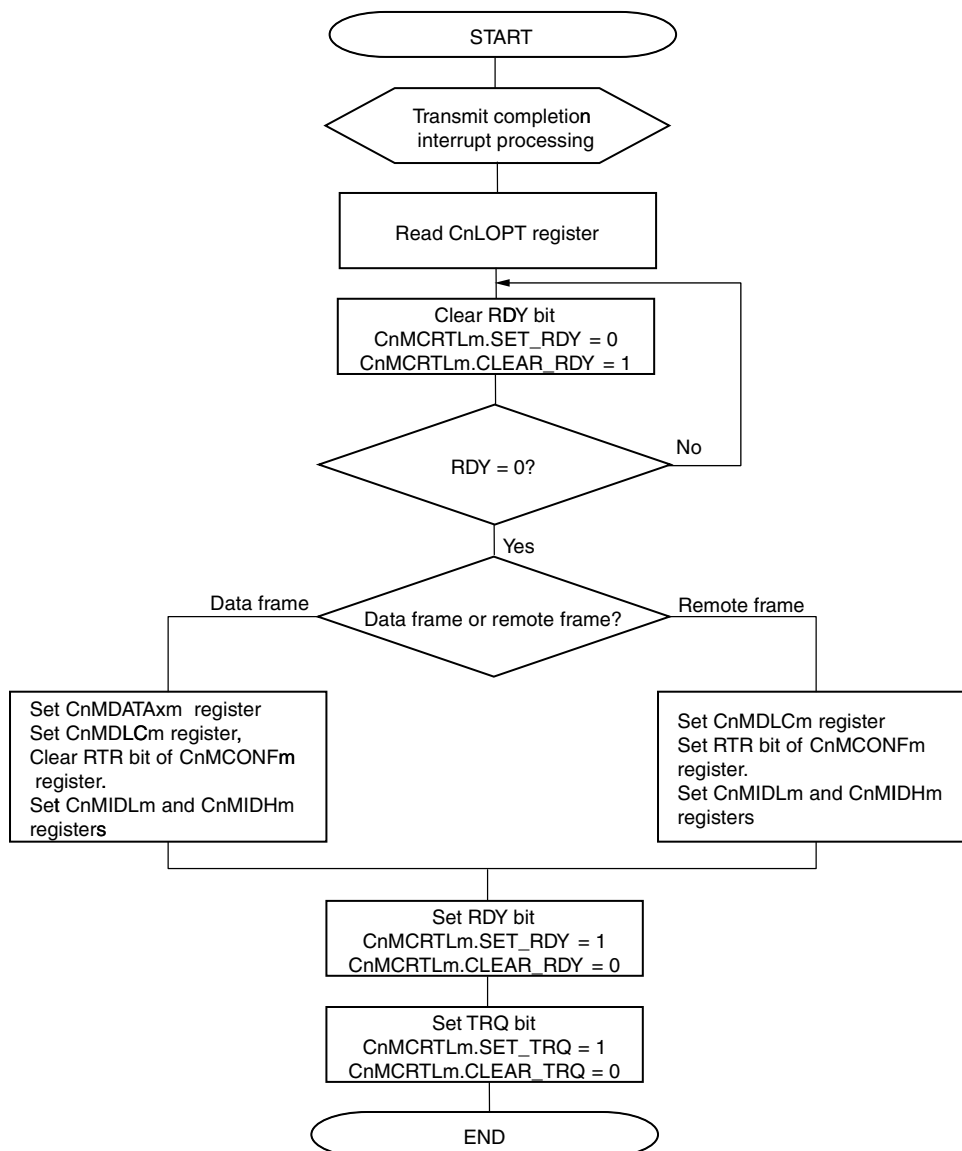 START
Transmit completion
interrupt processing
Read CnLOPT register
Clear RDY bit
CnMCRTLm.SET_RDY = 0
CnMCRTLm.CLEAR_RDY = 1
No
RDY = 0?
Yes
Data frame
Data frame or remote frame?
Remote frame
Set CnMDATAxm register
Set CnMDLCm register,
Clear RTR bit of CnMCONFm
register.
Set CnMIDLm and CnMIDHm
registers
Set CnMDLCm register
Set RTR bit of CnMCONFm
register.
Set CnMIDLm and CnMIDHm
registers
Set RDY bit
CnMCRTLm.SET_RDY = 1
CnMCRTLm.CLEAR_RDY = 0
Set TRQ bit
CnMCRTLm.SET_TRQ = 1
CnMCRTLm.CLEAR_TRQ = 0
END